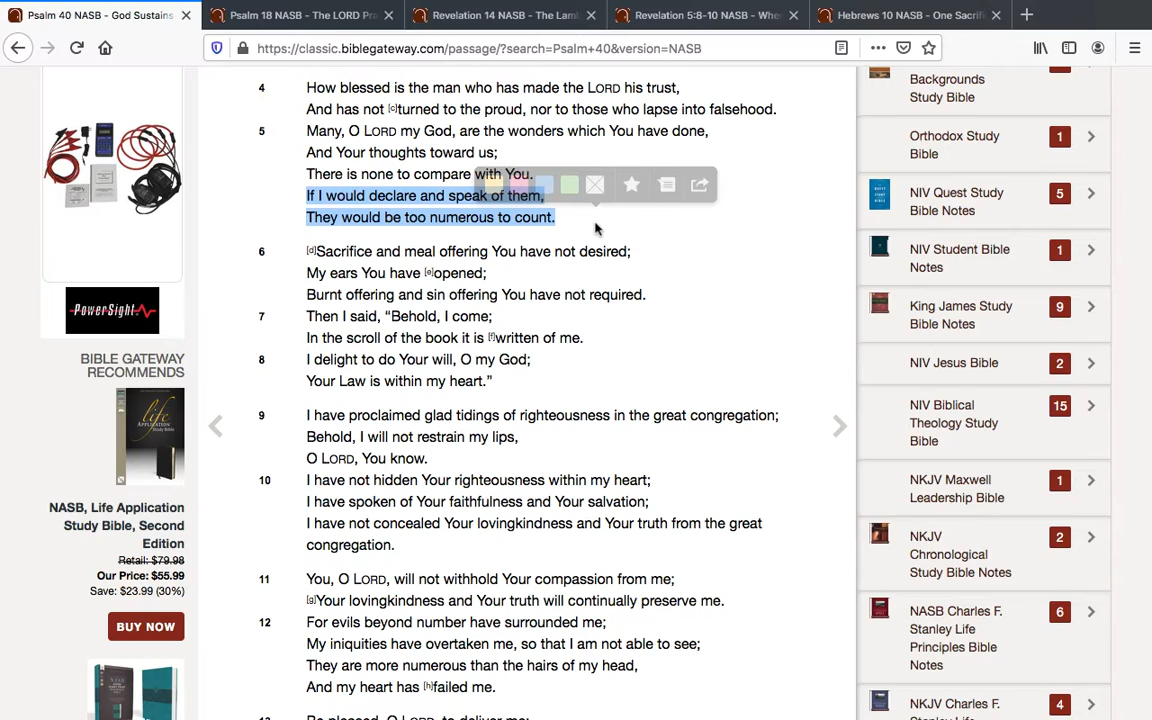 Psalm 40 NASB - God Sustains
Psalm 18 NASB - The LORD Pra
Revelation 14 NASB - The Lam
Revelation 5:8-10 NASB - Whe
Hebrews 10 NASB - One Sacrif
https://classic.biblegateway.com/passage/?search=Psalm+40&version=NASB
PowerSight
BIBLE GATEWAY
RECOMMENDS
life
APPLICATION
STUDY BIBLE
NASB, Life Application
Study Bible, Second
Edition
Retail: $79.98
Our Price: $55.99
Save: $23.99 (30%)
BUY NOW
4 How blessed is the man who has made the LORD his trust,
And has not [c]turned to the proud, nor to those who lapse into falsehood.
5 Many, O LORD my God, are the wonders which You have done,
And Your thoughts toward us;
There is none to compare with You.
If I would declare and speak of them,
They would be too numerous to count.
6 [d]Sacrifice and meal offering You have not desired;
My ears You have [e]opened;
Burnt offering and sin offering You have not required.
7 Then I said, “Behold, I come;
In the scroll of the book it is [f]written of me.
8 I delight to do Your will, O my God;
Your Law is within my heart.”
9 I have proclaimed glad tidings of righteousness in the great congregation;
Behold, I will not restrain my lips,
O LORD, You know.
10 I have not hidden Your righteousness within my heart;
I have spoken of Your faithfulness and Your salvation;
I have not concealed Your lovingkindness and Your truth from the great
congregation.
11 You, O LORD, will not withhold Your compassion from me;
[g]Your lovingkindness and Your truth will continually preserve me.
12 For evils beyond number have surrounded me;
My iniquities have overtaken me, so that I am not able to see;
They are more numerous than the hairs of my head,
And my heart has [h]failed me.
Be pleased, O LORD, to deliver me;
Backgrounds
Study Bible
Orthodox Study
Bible
1
NIV Quest Study
Bible Notes
5
NIV Student Bible
Notes
1
King James Study
Bible Notes
9
NIV Jesus Bible
2
NIV Biblical
Theology Study
Bible
15
NKJV Maxwell
Leadership Bible
1
NKJV
Chronological
Study Bible Notes
2
NASB Charles F.
Stanley Life
Principles Bible
Notes
6
NKJV Charles F.
4